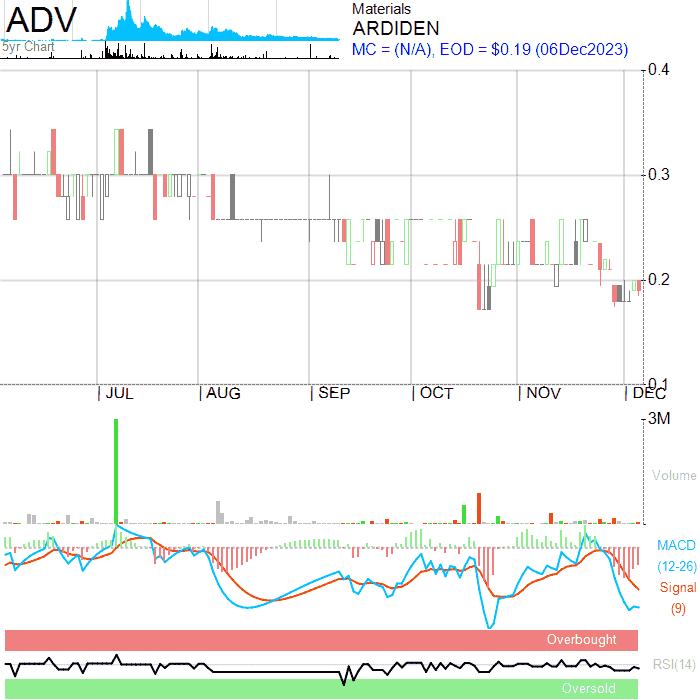 ADV
5yr Chart
Materials
ARDIDEN
MC = (N/A), EOD = $0.19 (06Dec2023)
0.4
0.3
0.2
0.1
JUL AUG SEP OCT NOV DEC
3M
Volume
MACD
(12-26)
Signal
(9)
Overbought
RSI(14)
Oversold